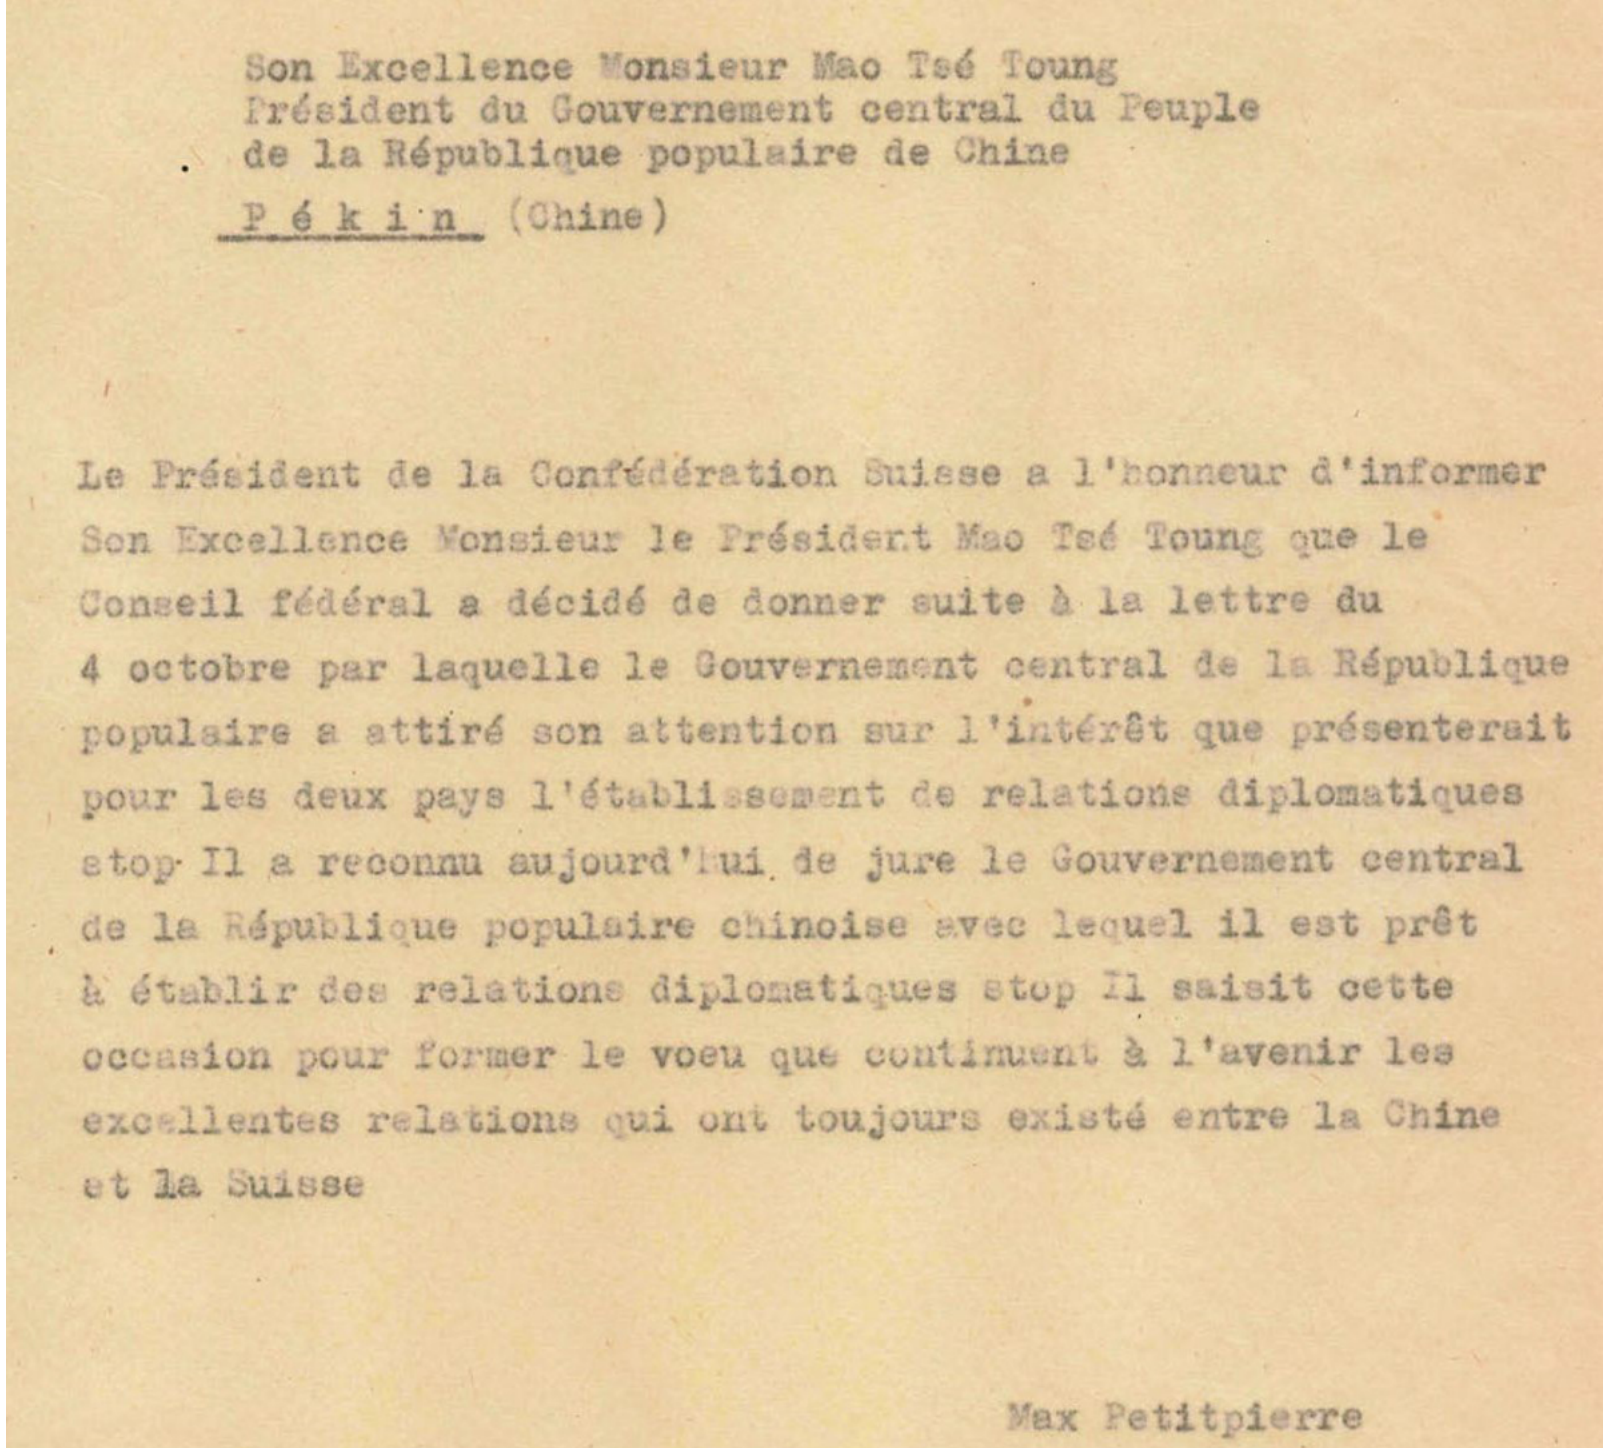 Son Excellence Monsieur Mao Tsé Toung
Président du Gouvernement central du Peuple
de la République populaire de Chine
Pékin (Chine)
Le Président de la Confédération Suisse a l'honneur d'informer
Son Excellence Monsieur le Président Mao Tsé Toung que le
Conseil fédéral a décidé de donner suite à la lettre du
4 octobre par laquelle le Gouvernement central de la République
populaire a attiré son attention sur l'intérêt que présenterait
pour les deux pays l'établissement de relations diplomatiques
stop Il a reconnu aujourd'hui de jure le Gouvernement central
de la République populaire chinoise avec lequel il est prêt
à établir des relations diplomatiques stop Il saisit cette
occasion pour former le voeu que continuent à l'avenir les
excellentes relations qui ont toujours existé entre la Chine
et la Suisse
Max Petitpierre